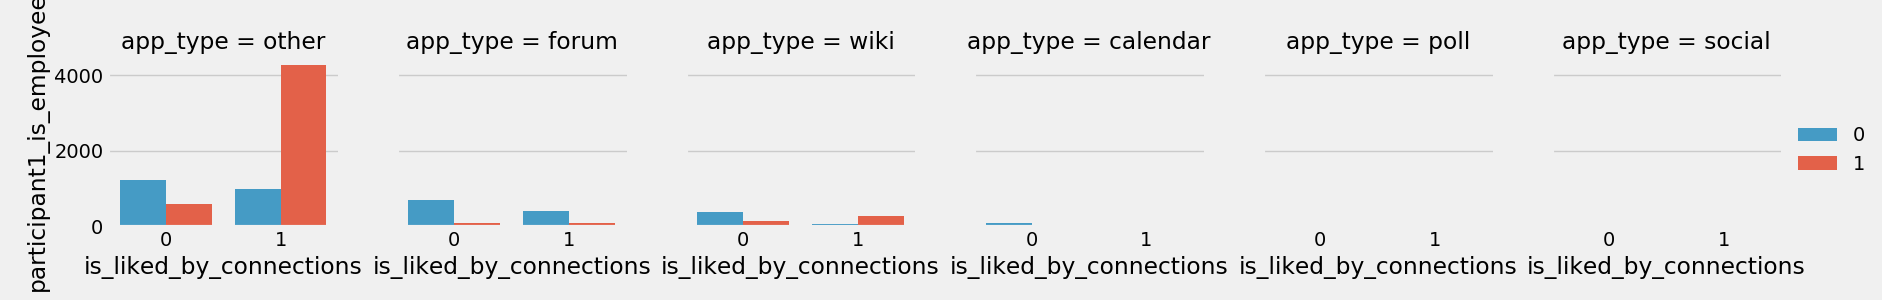 participant1_is_employee
app_type = other
app_type = forum
app_type = wiki
app_type = calendar
app_type = poll
app_type = social
4000
2000
0
0 1
0 1
0 1
0 1
0 1
0 1
is_liked_by_connections
is_liked_by_connections
is_liked_by_connections
is_liked_by_connections
is_liked_by_connections
is_liked_by_connections
0
1